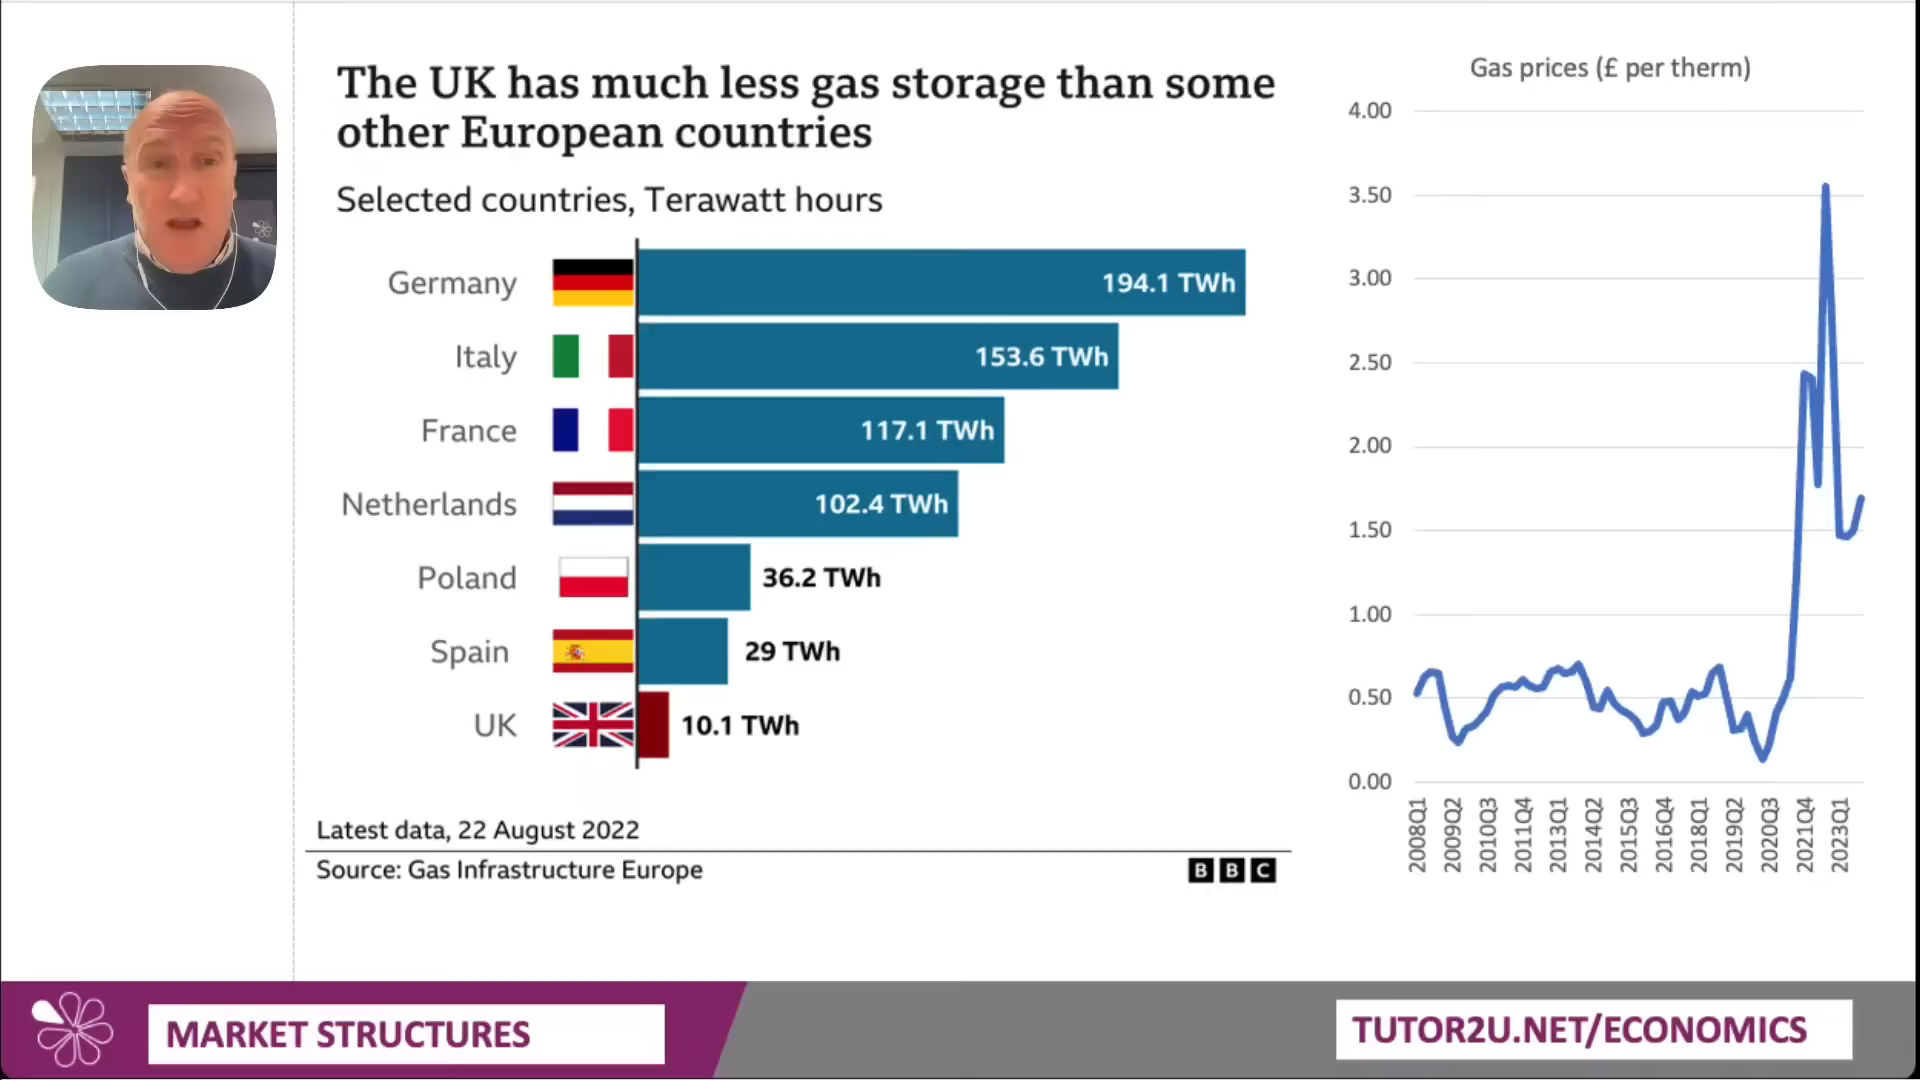 The UK has much less gas storage than some
other European countries
Selected countries, Terawatt hours
Germany 194.1 TWh
Italy 153.6 TWh
France 117.1 TWh
Netherlands 102.4 TWh
Poland 36.2 TWh
Spain 29 TWh
UK 10.1 TWh
Latest data, 22 August 2022
Source: Gas Infrastructure Europe
BBC
Gas prices (£ per therm)
4.00
3.50
3.00
2.50
2.00
1.50
1.00
0.50
0.00
2008Q1
2009Q2
2010Q3
2011Q4
2013Q1
2014Q2
2015Q3
2016Q4
2018Q1
2019Q2
2020Q3
2021Q4
2023Q1
MARKET STRUCTURES
TUTOR2U.NET/ECONOMICS